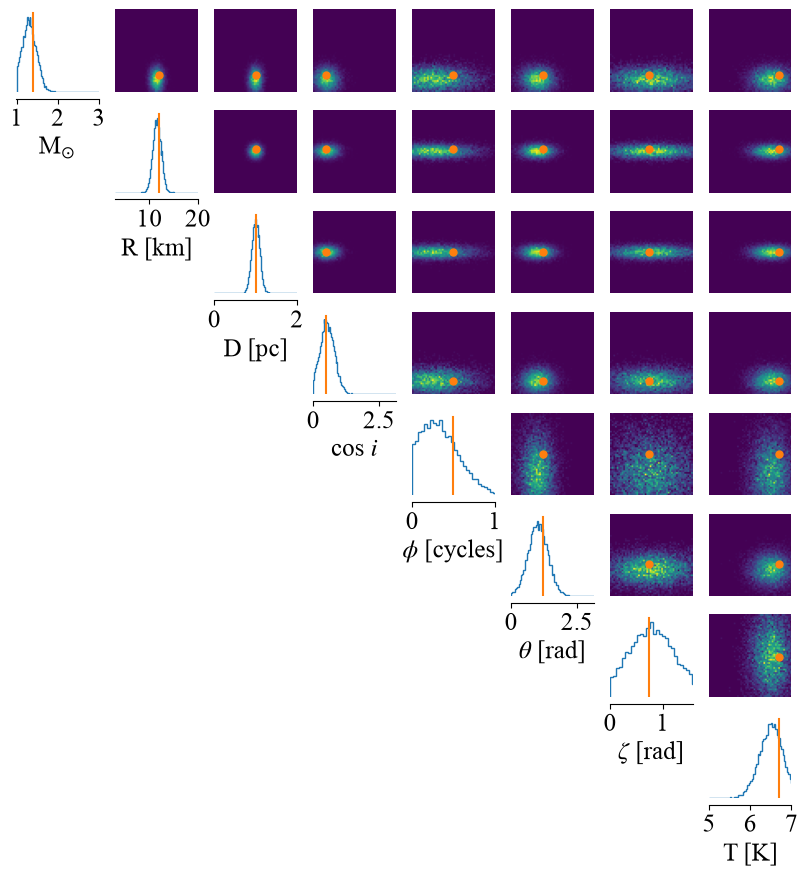 1 2 3
M⊙
10 20
R [km]
0 2
D [pc]
0 2.5
cos i
0 1
ϕ [cycles]
0 2.5
θ [rad]
0 1
ζ [rad]
5 6 7
T [K]